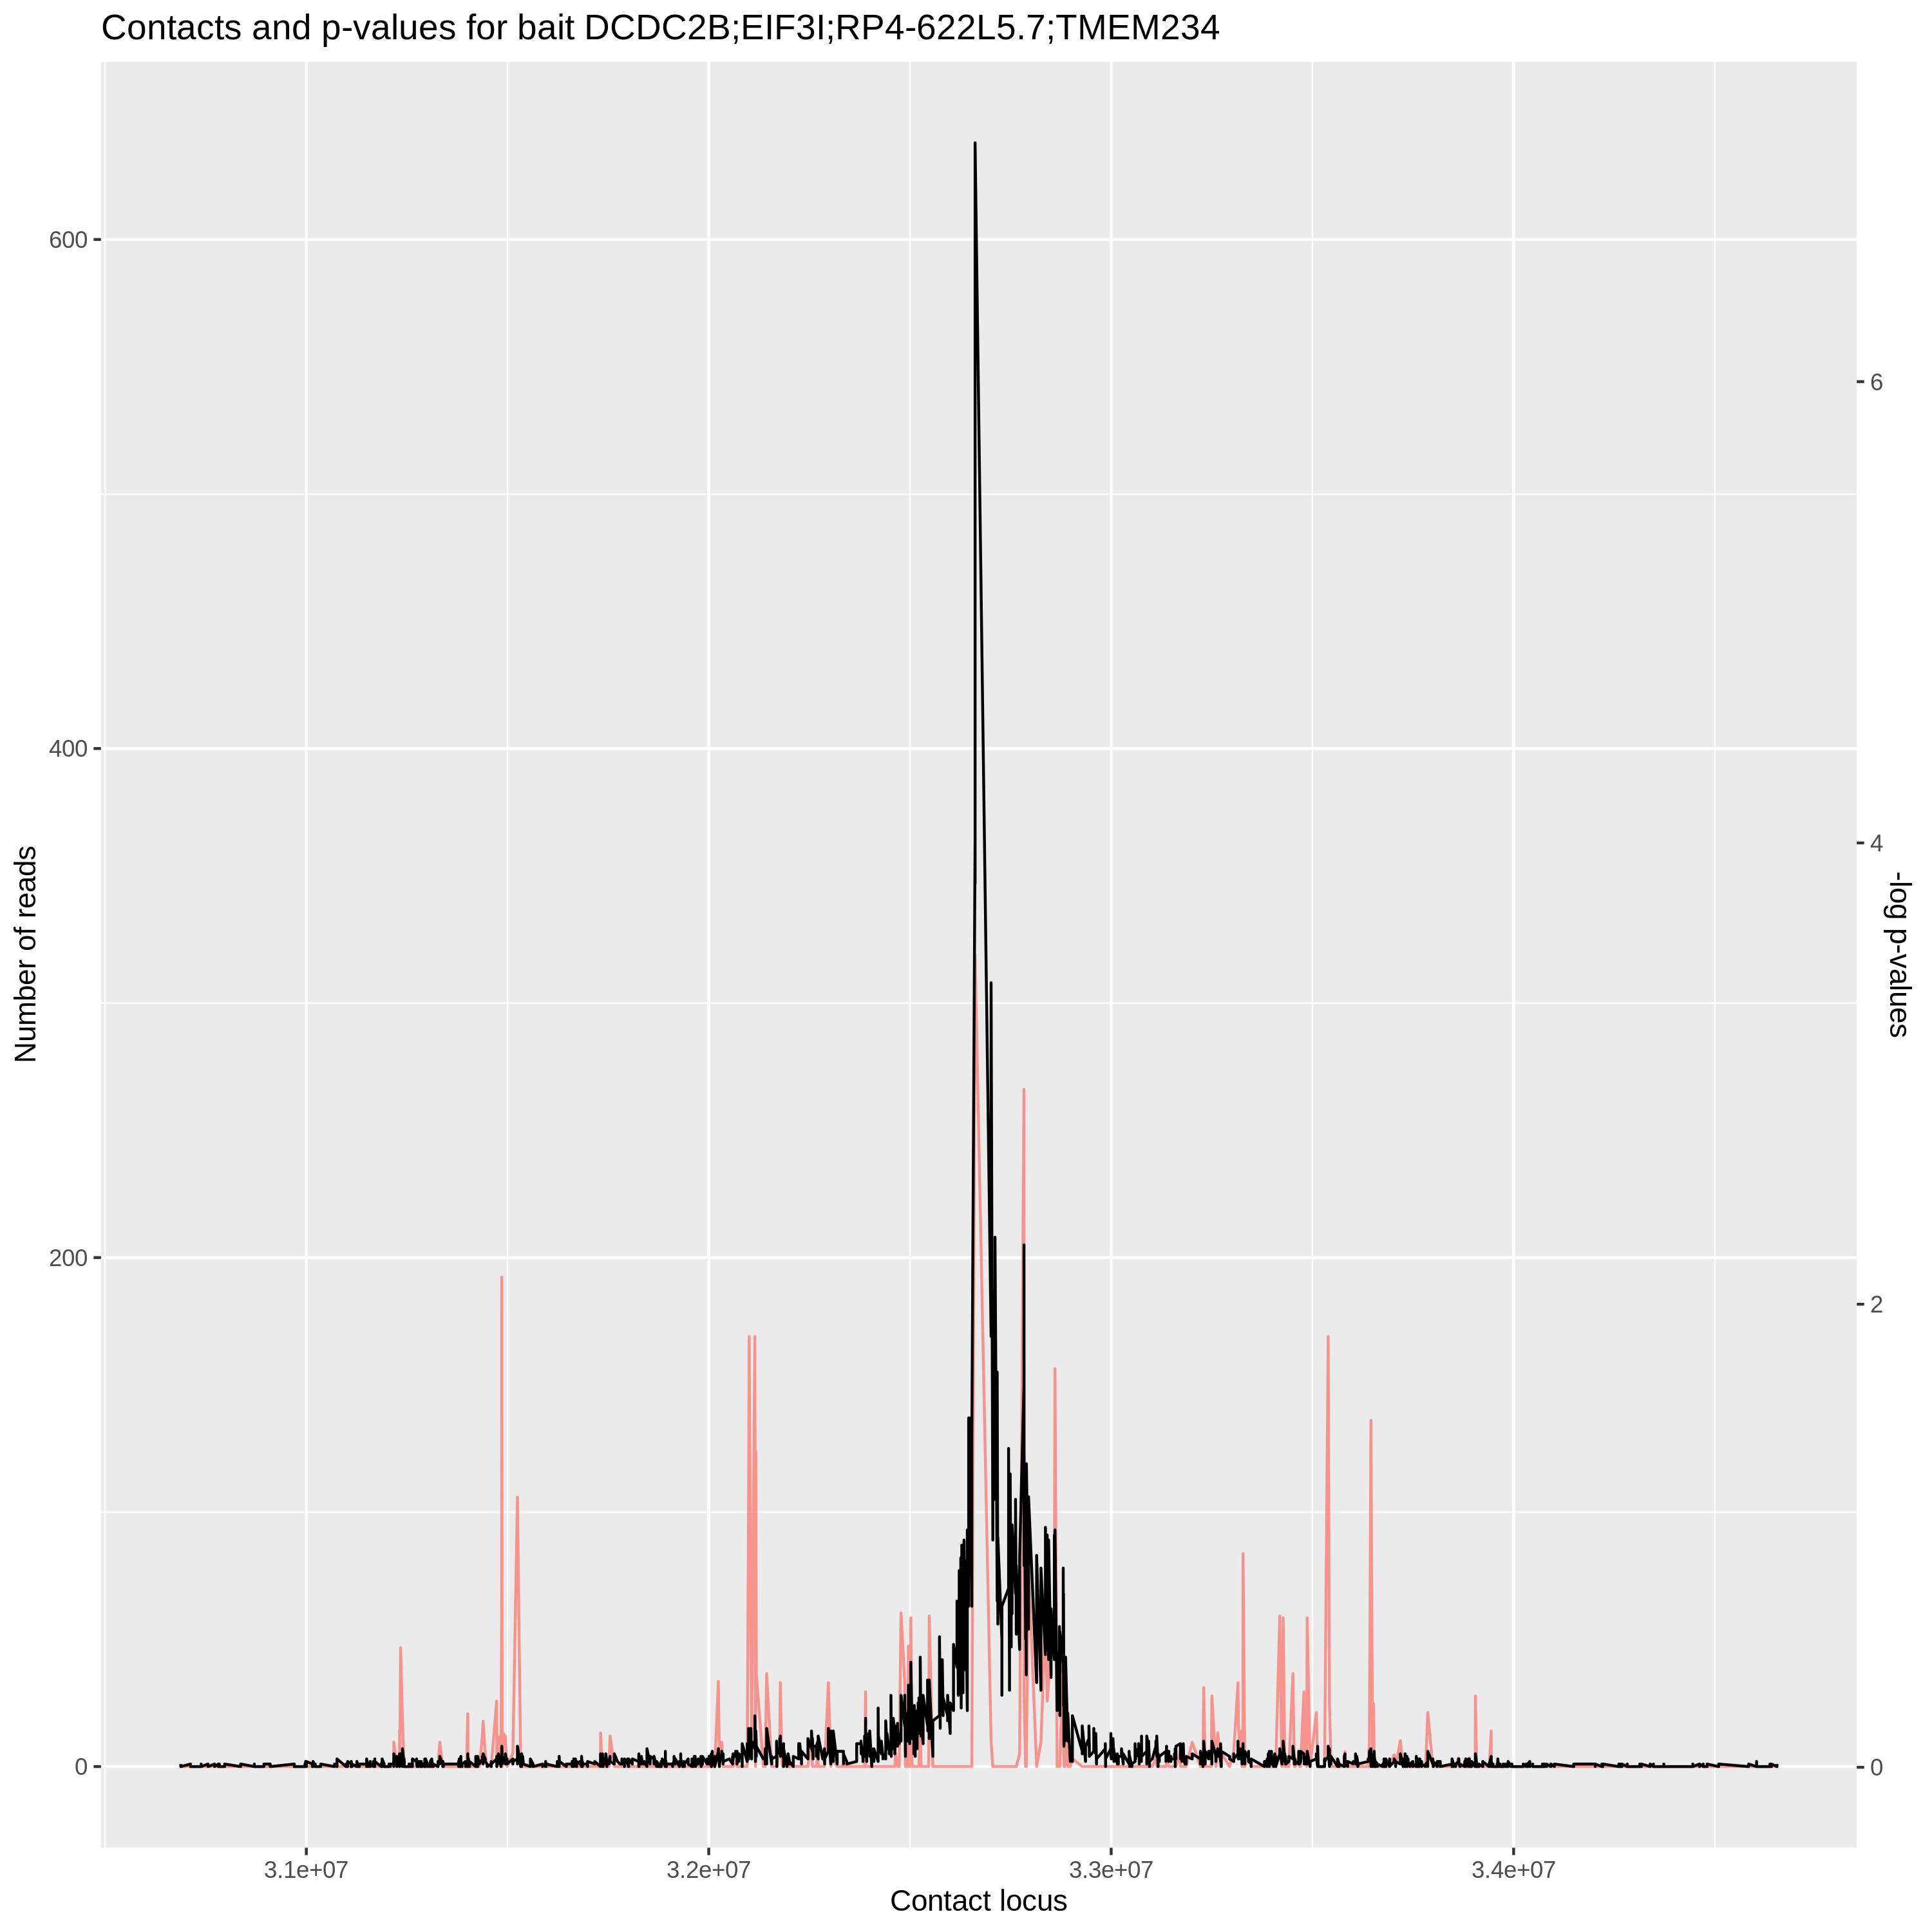 Contacts and p-values for bait DCDC2B;EIF3I;RP4-622L5.7;TMEM234
600
400
200
0
Number of reads
6
4
2
0
-log p-values
3.1e+07
3.2e+07
3.3e+07
3.4e+07
Contact locus